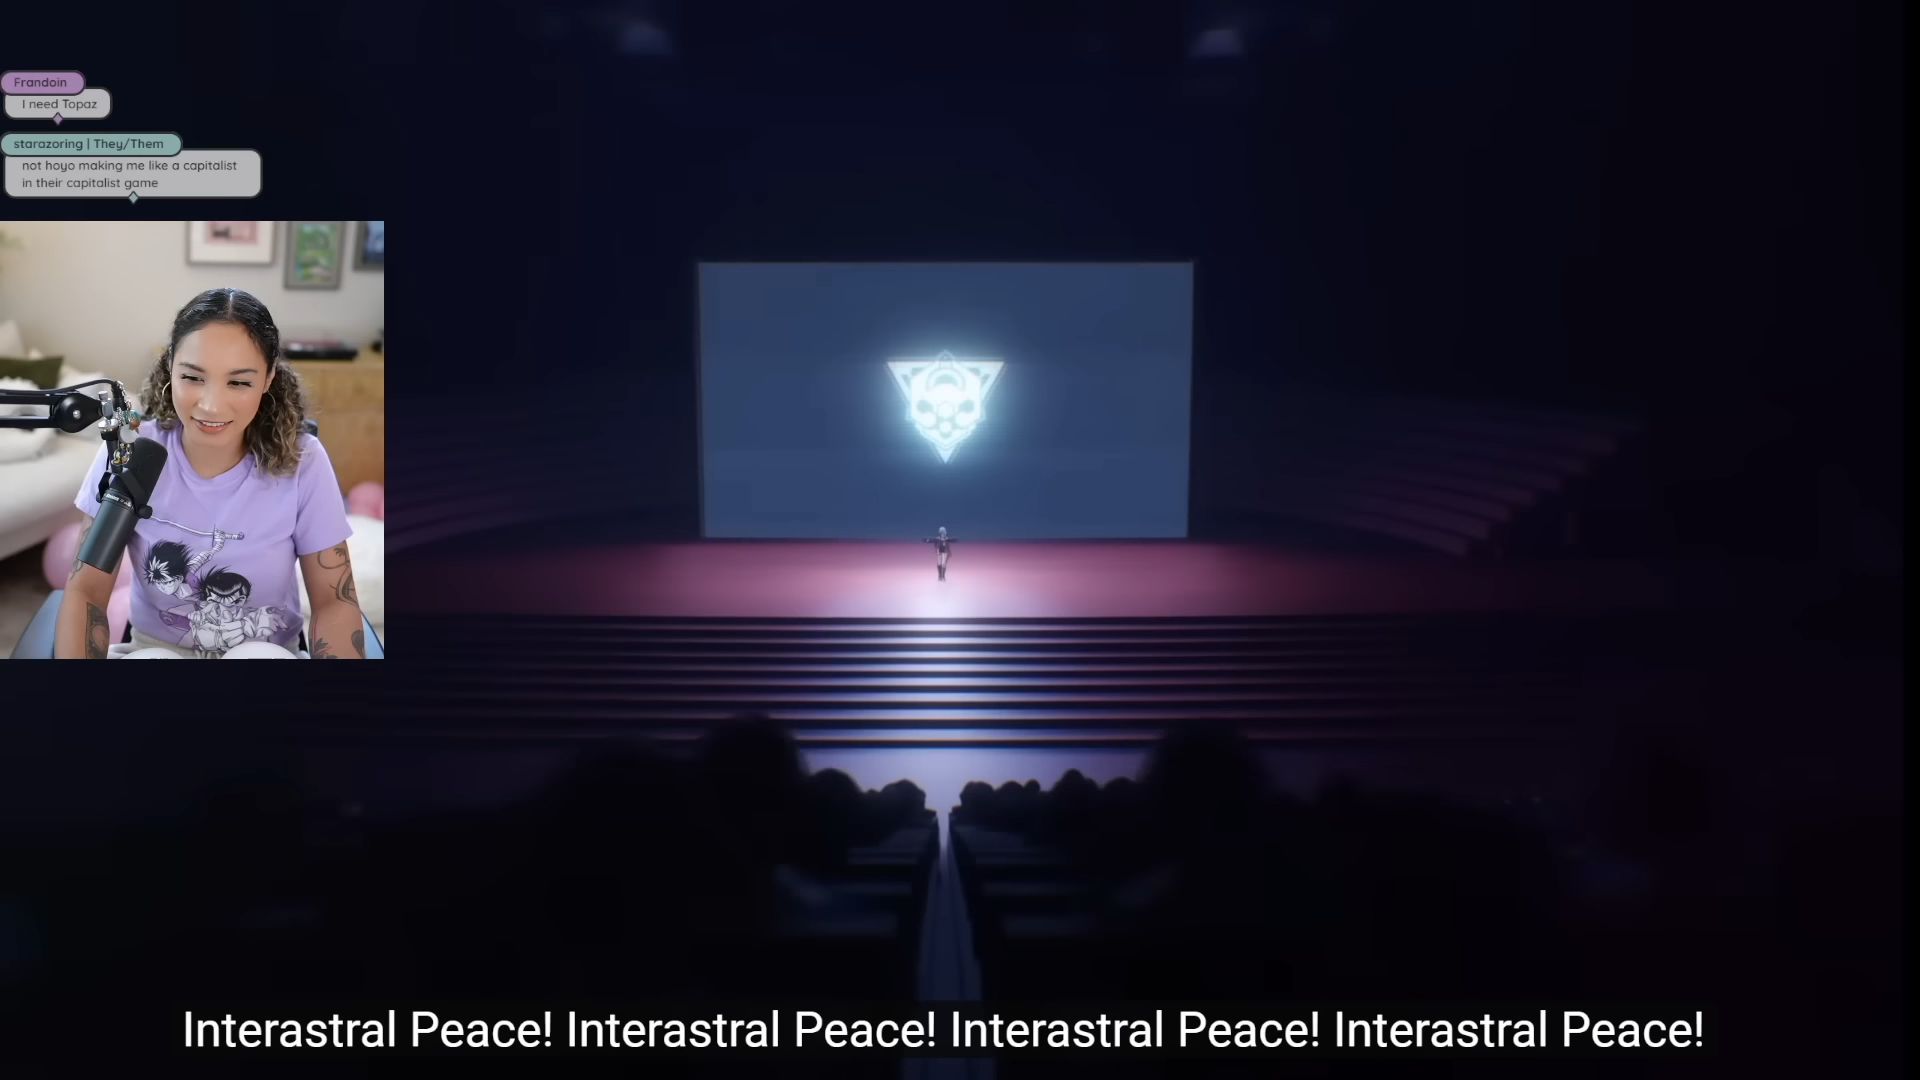 Frandoin
I need Topaz
starazoring | They/Them
not hoyo making me like a capitalist
in their capitalist game
Interastral Peace! Interastral Peace! Interastral Peace! Interastral Peace!